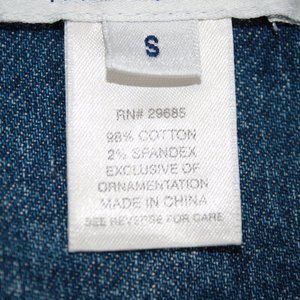 S
RN# 29685
98% COTTON
2% SPANDEX
EXCLUSIVE OF
ORNAMENTATION
MADE IN CHINA
SEE REVERSE FOR CARE